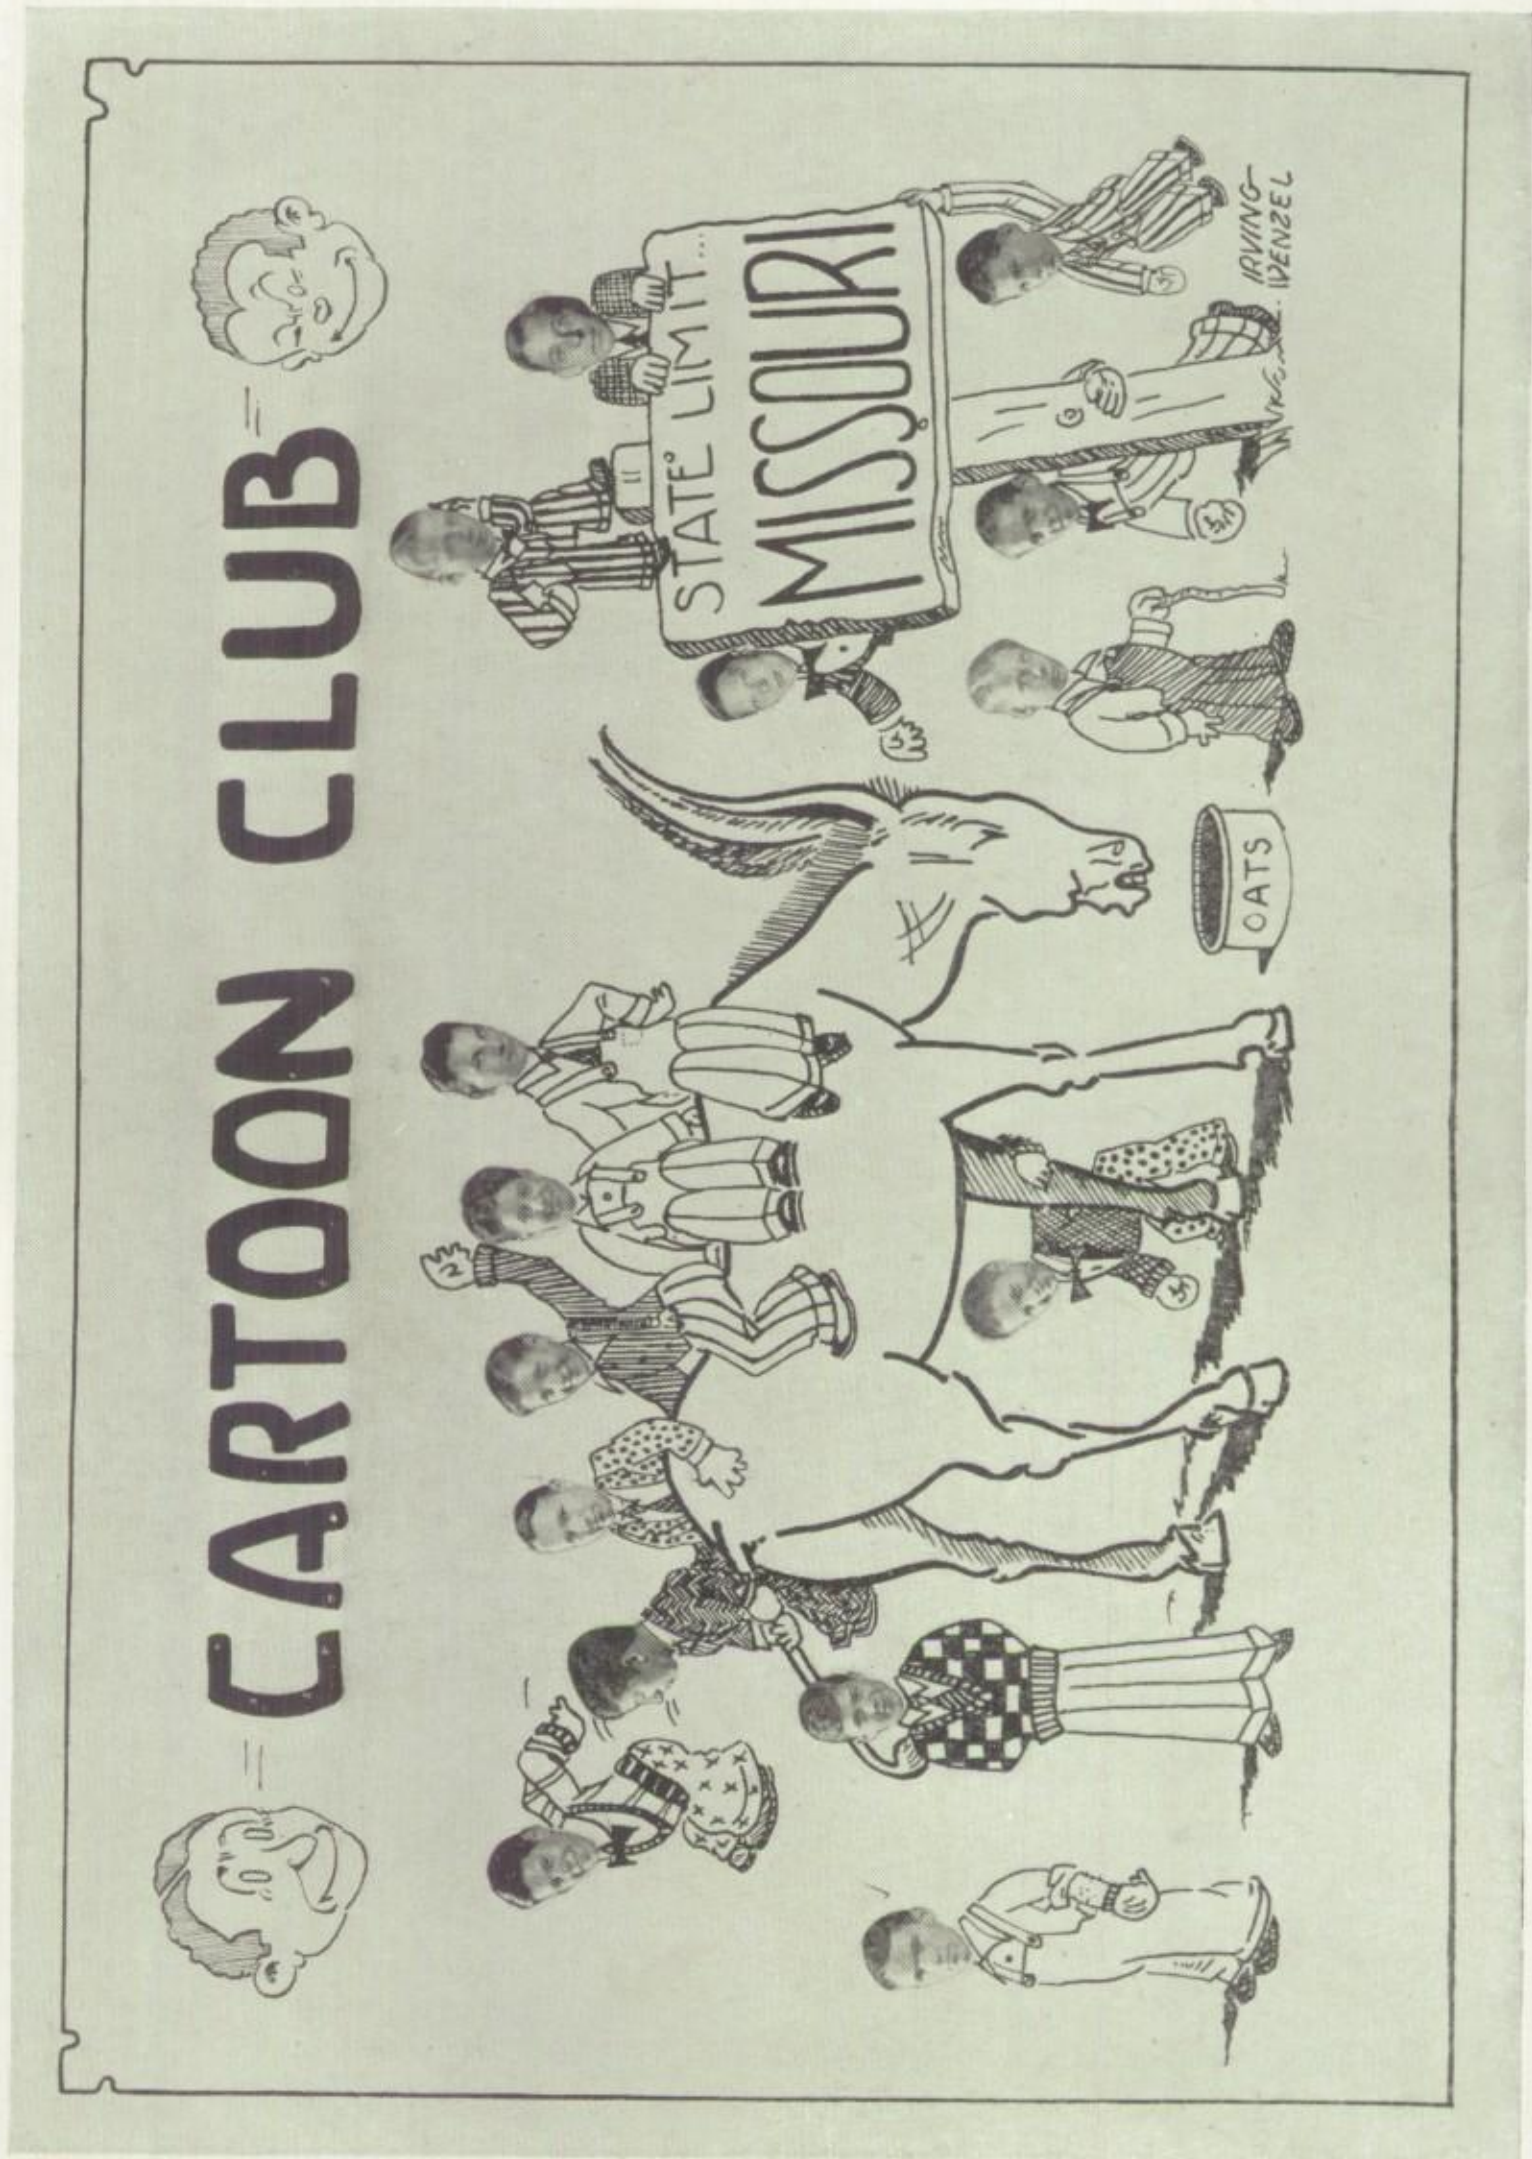 CARTOON CLUB
STATE LIMIT...
MISSOURI
OATS
IRVING
WENZEL